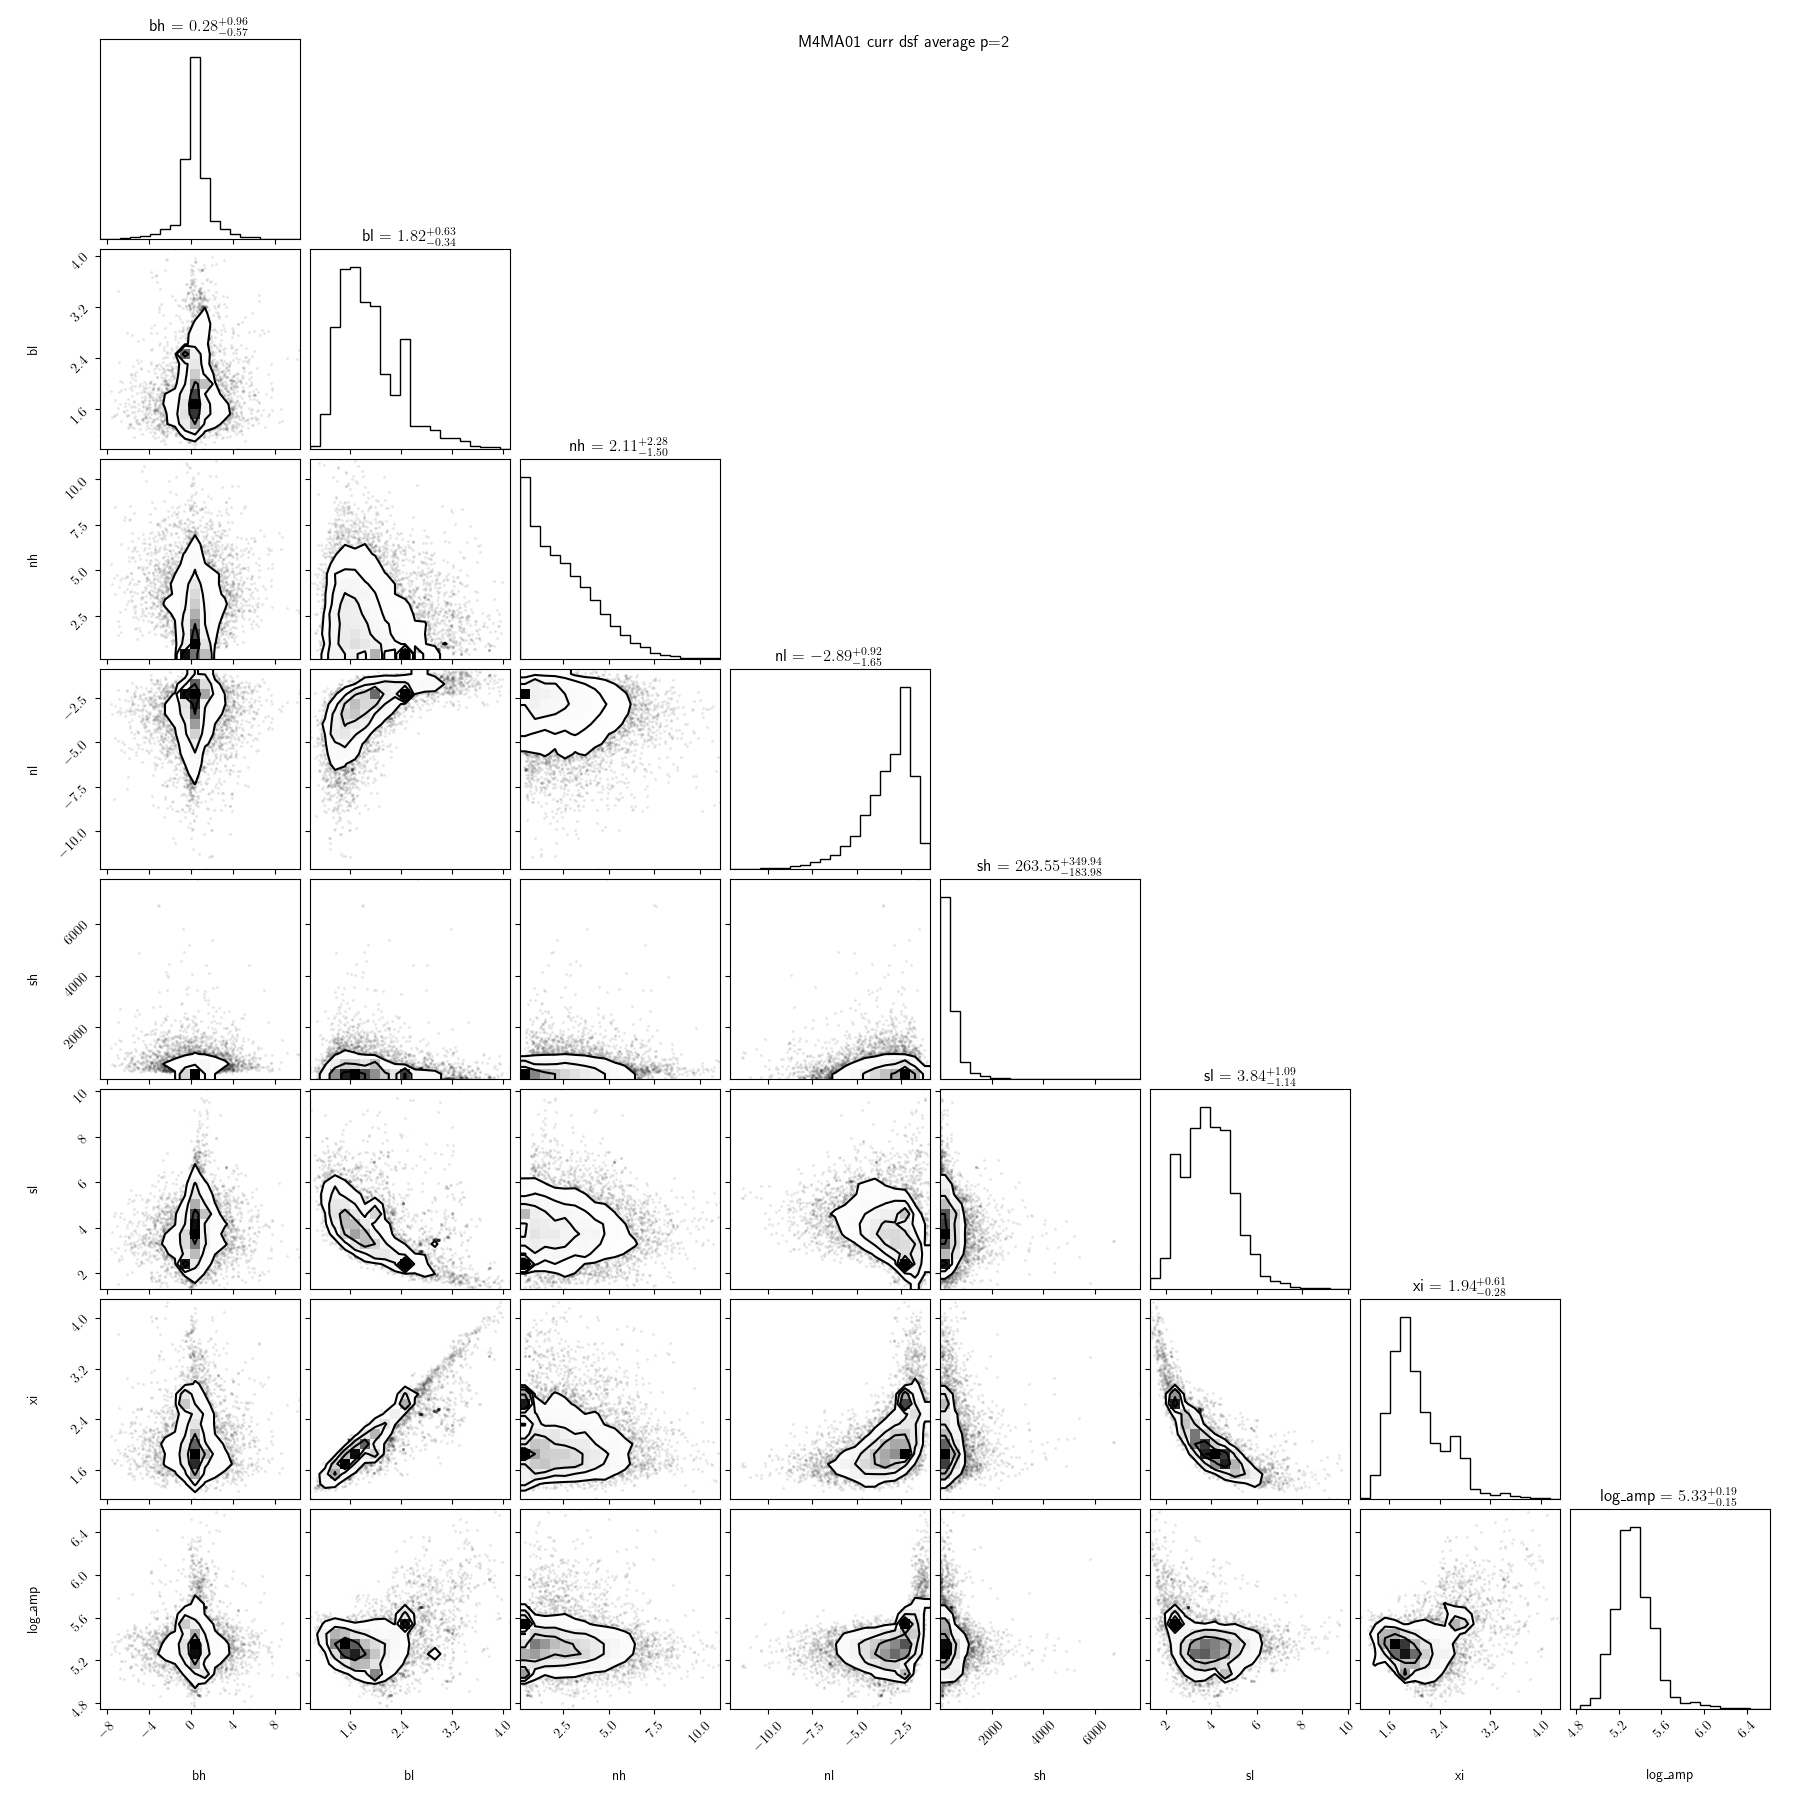 bh = 0.28+0.96−0.57
M4MA01 curr dsf average p=2
bl = 1.82+0.63−0.34
4.0
3.2
2.4
1.6
bl
nh = 2.11+2.28−1.50
10.0
7.5
5.0
2.5
nh
nl = −2.89+0.92−1.65
−2.5
−5.0
−7.5
−10.0
nl
sh = 263.55+349.94−183.98
6000
4000
2000
sh
sl = 3.84+1.09−1.14
10
8
6
4
2
sl
xi = 1.94+0.61−0.28
4.0
3.2
2.4
1.6
xi
log_amp = 5.33+0.19−0.15
6.4
6.0
5.6
5.2
4.8
log_amp
−8 −4 0 4 8 1.6 2.4 3.2 4.0 2.5 5.0 7.5 10.0 −10.0 −7.5 −5.0 −2.5 2000 4000 6000 2 4 6 8 10 1.6 2.4 3.2 4.0 4.8 5.2 5.6 6.0 6.4
bh bl nh nl sh sl xi log_amp